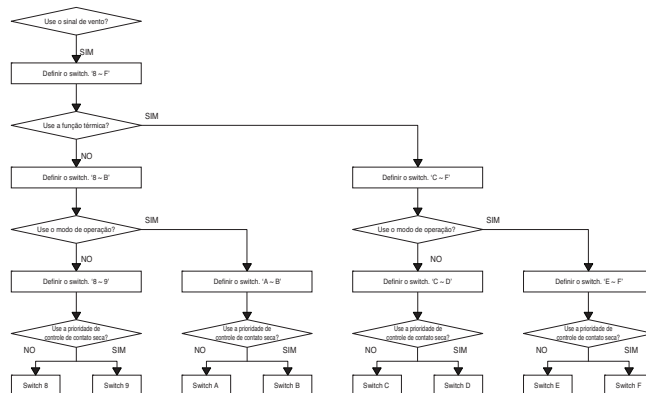 Use o sinal de vento?
SIM
Definir o switch. '8 ~ F'
Use a função térmica?
SIM
NO
Definir o switch. '8 ~ B'
Definir o switch. 'C ~ F'
Use o modo de operação?
SIM
Use o modo de operação?
SIM
NO
NO
Definir o switch. '8 ~ 9'
Definir o switch. 'A ~ B'
Definir o switch. 'C ~ D'
Definir o switch. 'E ~ F'
Use a prioridade de
controle de contato seca?
Use a prioridade de
controle de contato seca?
Use a prioridade de
controle de contato seca?
Use a prioridade de
controle de contato seca?
NO
SIM
NO
SIM
NO
SIM
NO
SIM
Switch 8
Switch 9
Switch A
Switch B
Switch C
Switch D
Switch E
Switch F